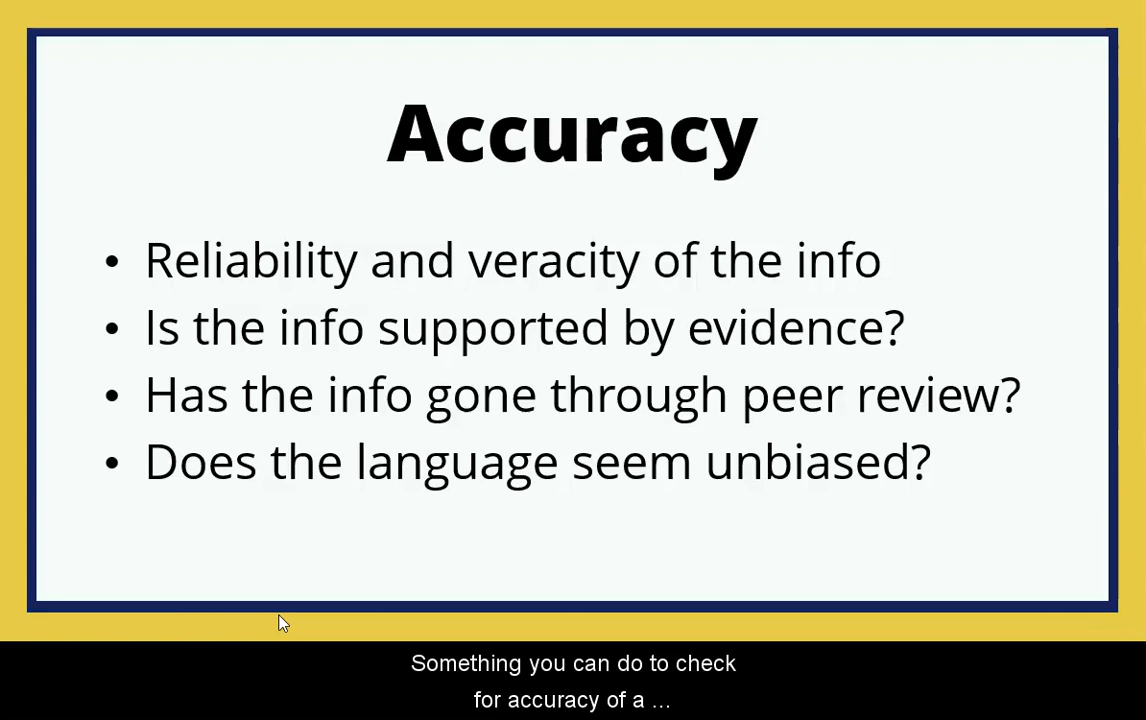 Accuracy
• Reliability and veracity of the info
• Is the info supported by evidence?
• Has the info gone through peer review?
• Does the language seem unbiased?
Something you can do to check
for accuracy of a ...